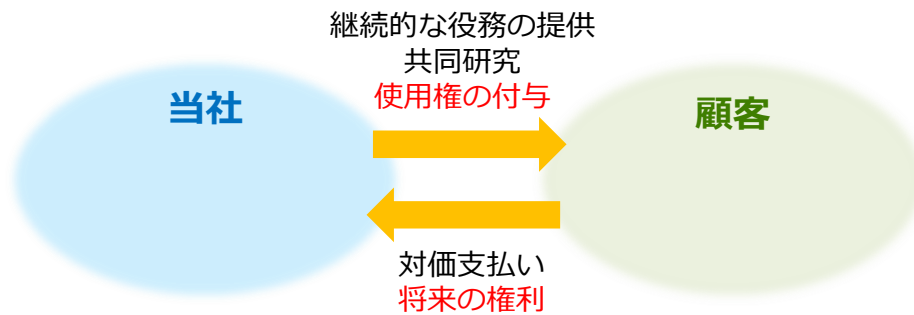 継続的な役務の提供
共同研究
使用権の付与
当社
顧客
対価支払い
将来の権利